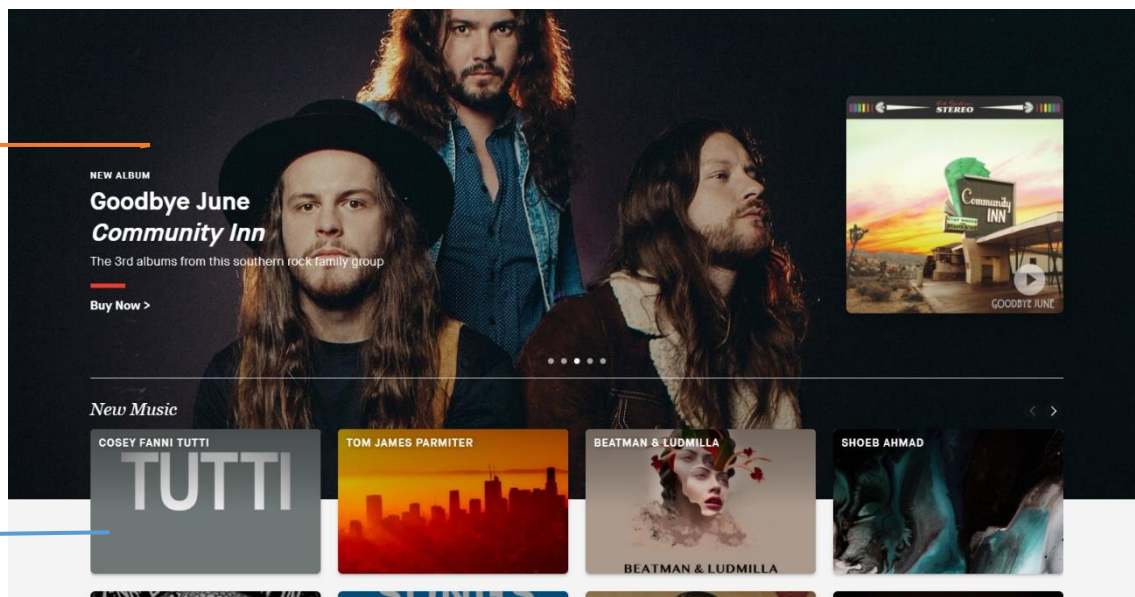 NEW ALBUM
Goodbye June
Community Inn
The 3rd albums from this southern rock family group
Buy Now >
STEREO
Community
INN
GOODBYE JUNE
New Music
COSEY FANNI TUTTI
TUTTI
TOM JAMES PARMITER
BEATMAN & LUDMILLA
BEATMAN & LUDMILLA
SHOEB AHMAD